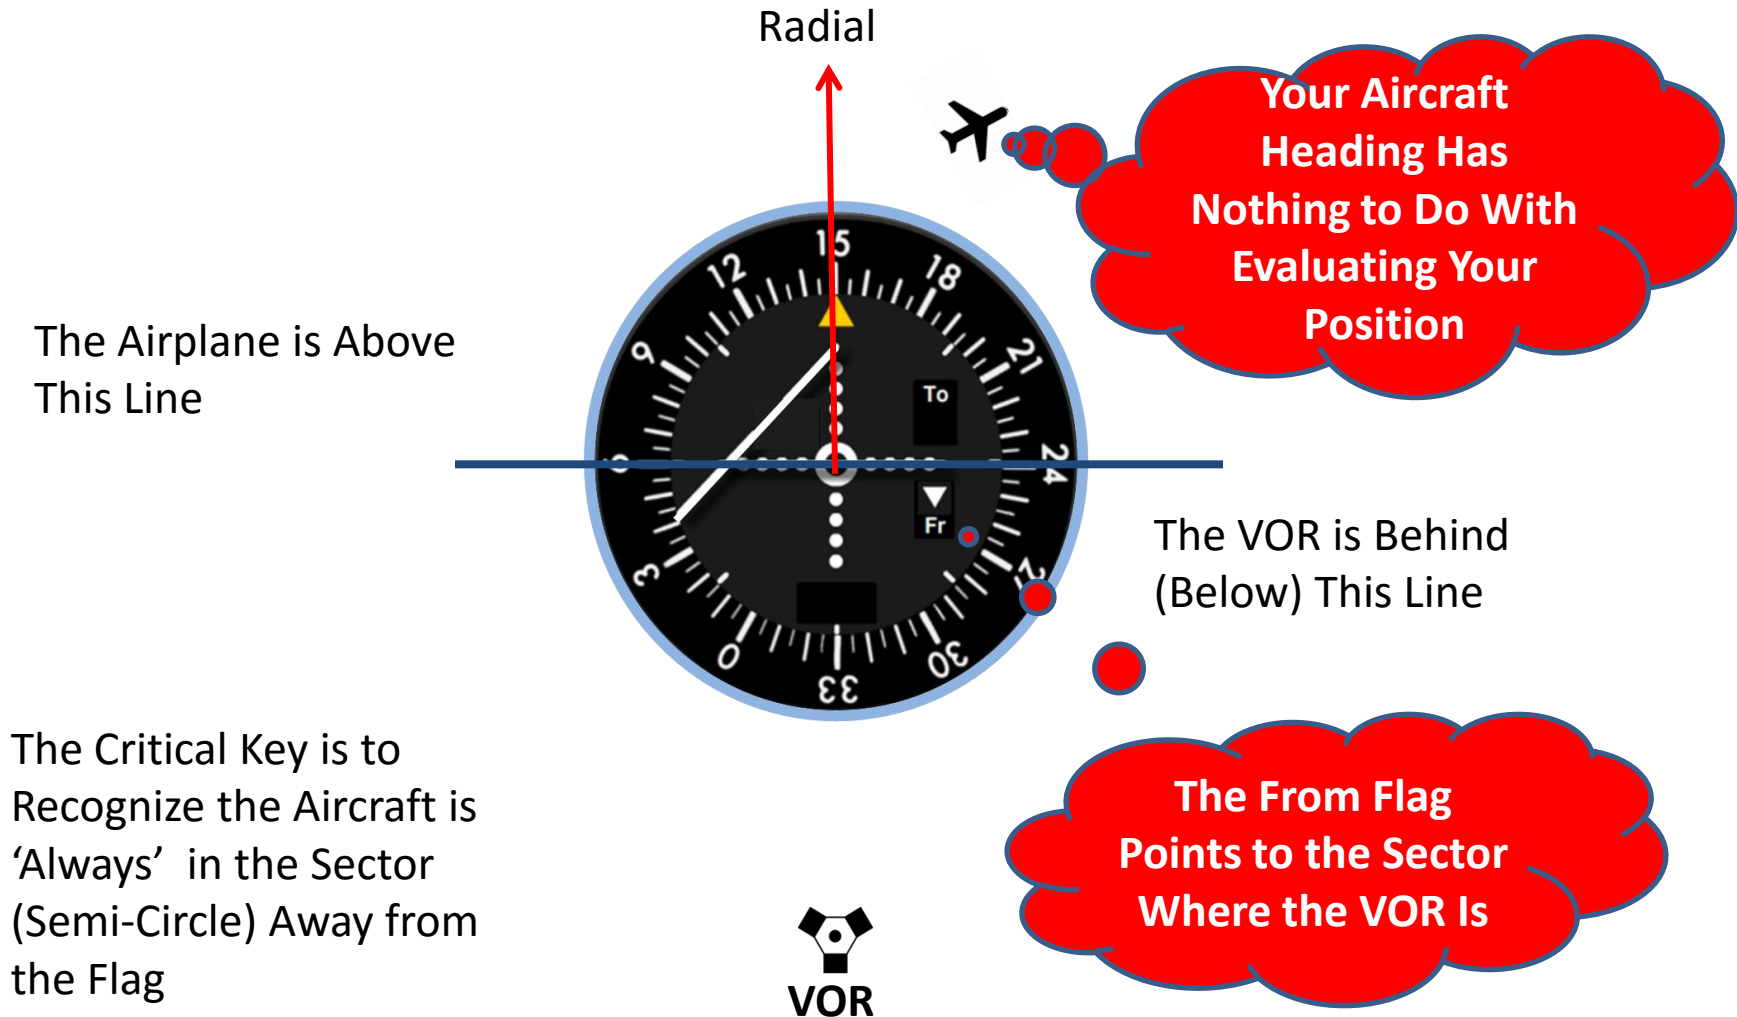 Radial
Your Aircraft
Heading Has
Nothing to Do With
Evaluating Your
Position
15
12
18
9
21
The Airplane is Above
This Line
To
6
24
Fr
The VOR is Behind
(Below) This Line
3
0
30
33
The Critical Key is to
Recognize the Aircraft is
‘Always’  in the Sector
(Semi-Circle) Away from
the Flag
The From Flag
Points to the Sector
Where the VOR Is
VOR